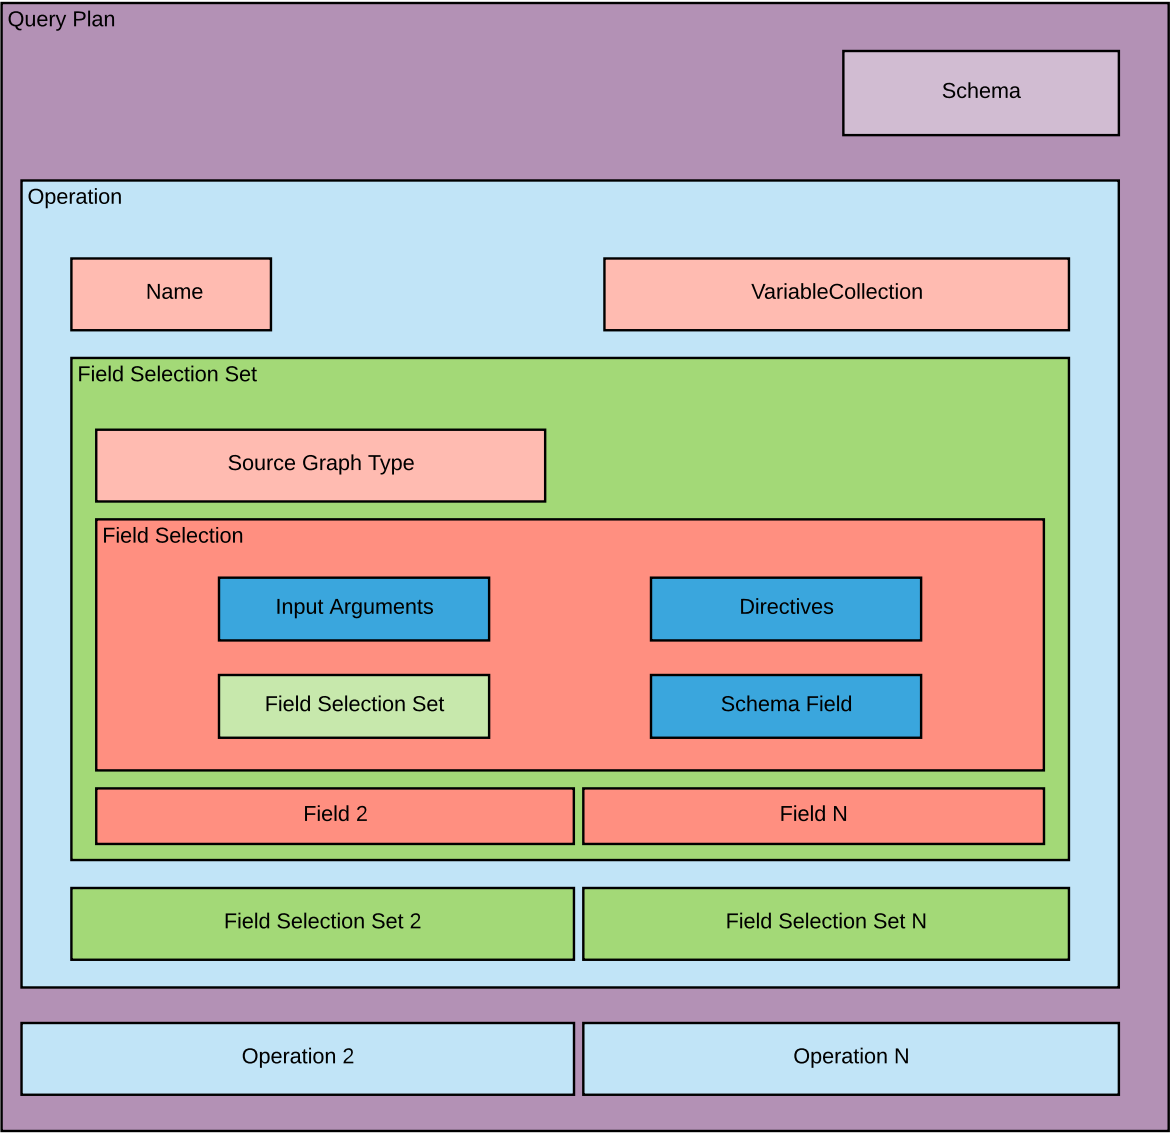 Query Plan
Schema
Operation
Name
VariableCollection
Field Selection Set
Source Graph Type
Field Selection
Input Arguments
Directives
Field Selection Set
Schema Field
Field 2
Field N
Field Selection Set 2
Field Selection Set N
Operation 2
Operation N